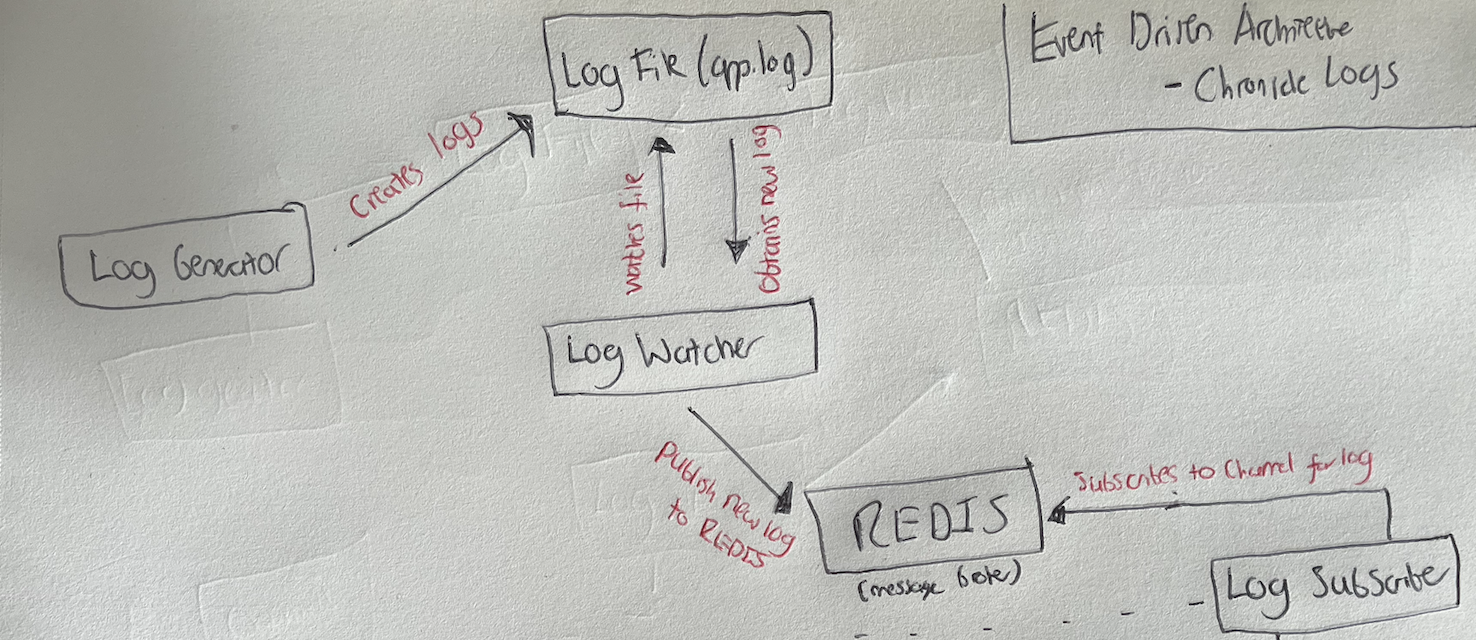 Log File (app.log)
Event Driven Architecture
- Chronicle Logs
Creates logs
Log Generator
Watches file
Obtains new log
Log Watcher
Publish new log
to REDIS
REDIS
(message broker)
Subscribes to Channel for log
Log Subscriber